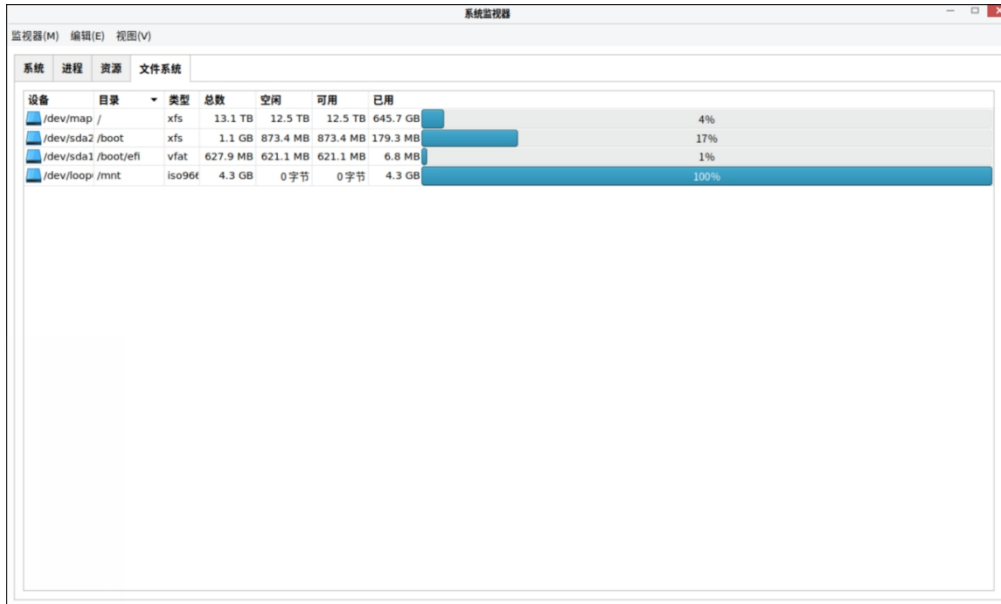 系统监视器
监视器(M) 编辑(E) 视图(V)
系统 进程 资源 文件系统
设备 目录 类型 总数 空闲 可用 已用
/dev/map / xfs 13.1 TB 12.5 TB 12.5 TB 645.7 GB 4%
/dev/sda2 /boot xfs 1.1 GB 873.4 MB 873.4 MB 179.3 MB 17%
/dev/sda1 /boot/efi vfat 627.9 MB 621.1 MB 621.1 MB 6.8 MB 1%
/dev/loop /mnt iso966 4.3 GB 0字节 0字节 4.3 GB 100%